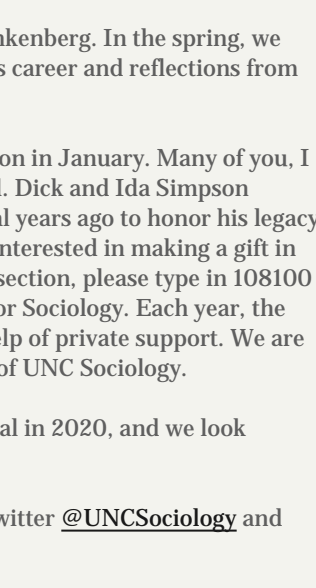 nkenberg. In the spring, we
s career and reflections from
on in January. Many of you, I
l. Dick and Ida Simpson
al years ago to honor his legacy
nterested in making a gift in
section, please type in 108100
or Sociology. Each year, the
elp of private support. We are
of UNC Sociology.
al in 2020, and we look
witter @UNCSociology and